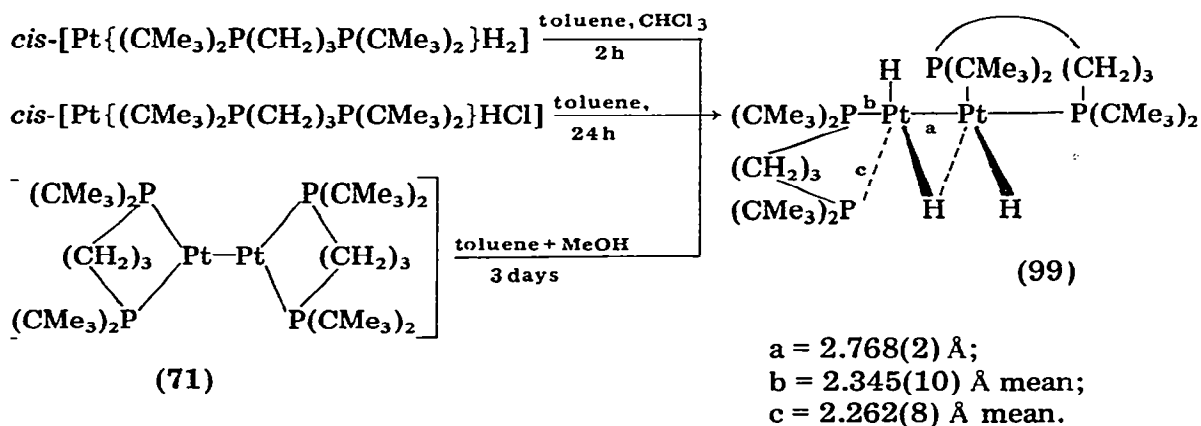 cis-[Pt{(CMe₃)₂P(CH₂)₃P(CMe₃)₂}H₂]
toluene, CHCl₃
2h
cis-[Pt{(CMe₃)₂P(CH₂)₃P(CMe₃)₂}HCl]
toluene,
24h
(CMe₃)₂P
P(CMe₃)₂
(CH₂)₃
Pt—Pt
(CH₂)₃
(CMe₃)₂P
P(CMe₃)₂
toluene + MeOH
3 days
(71)
H
P(CMe₃)₂
(CH₂)₃
(CMe₃)₂P
b
Pt
a
Pt
P(CMe₃)₂
(CH₂)₃
c
(CMe₃)₂P
H
H
(99)
a = 2.768(2) Å;
b = 2.345(10) Å mean;
c = 2.262(8) Å mean.